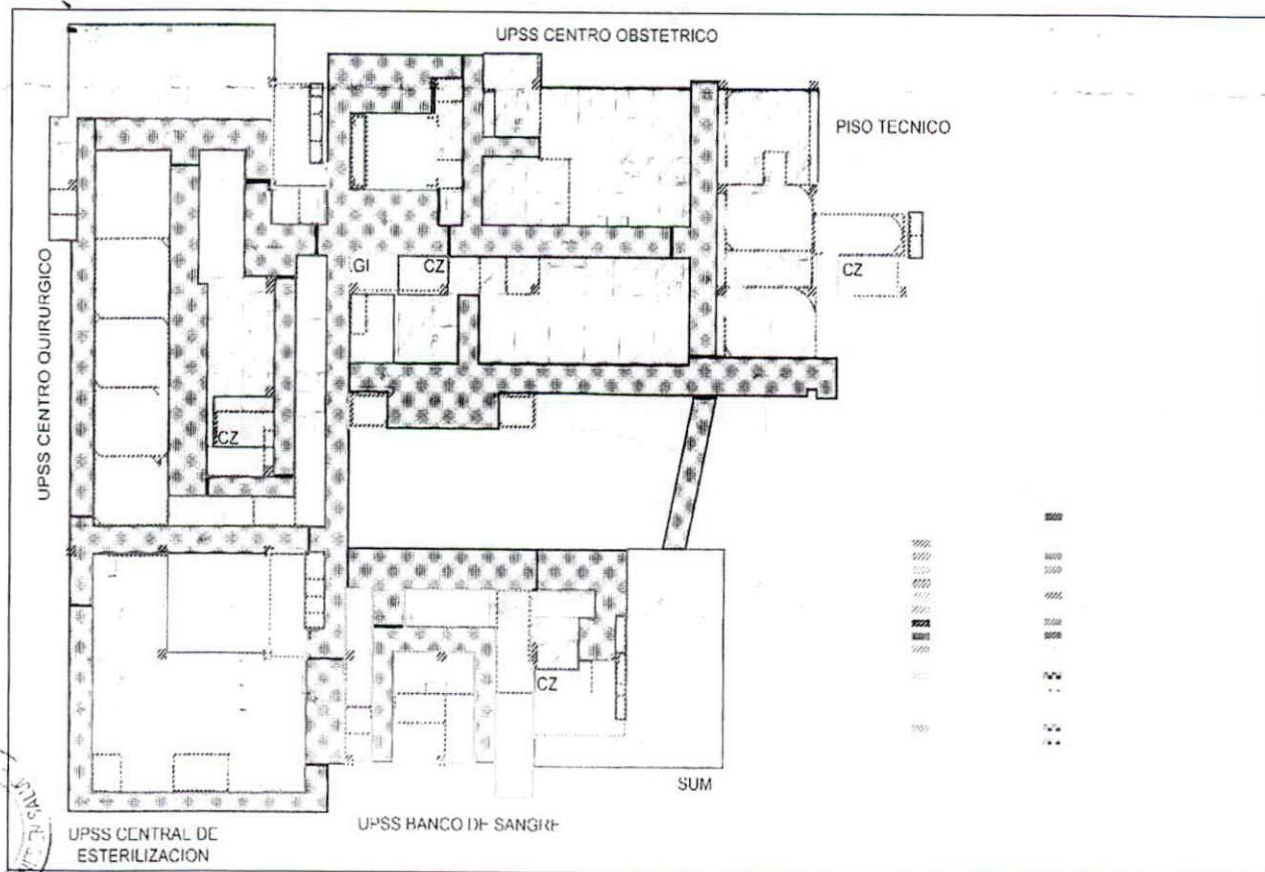 UPSS CENTRO OBSTETRICO
PISO TECNICO
UPSS CENTRO QUIRURGICO
GI
CZ
CZ
CZ
CZ
SUM
UPSS BANCO DE SANGRE
UPSS CENTRAL DE
ESTERILIZACION